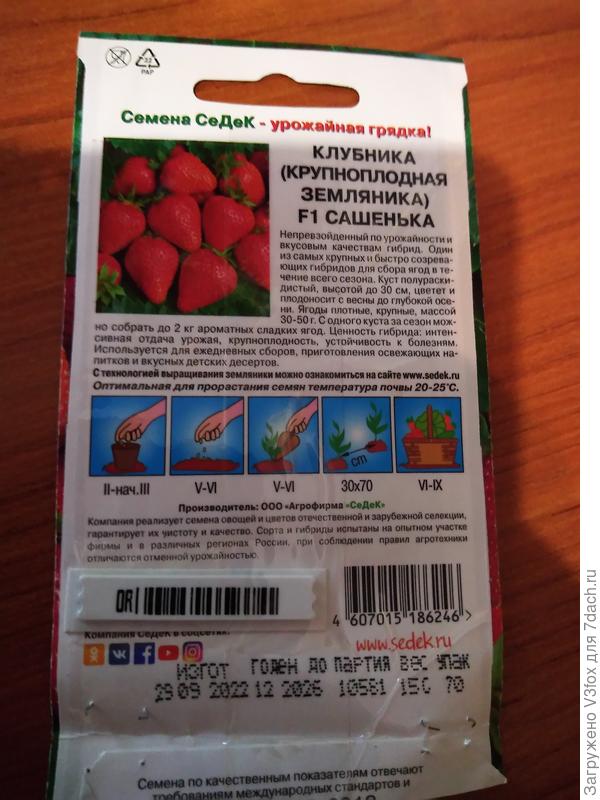 22
PAP
Семена СеДеК - урожайная грядка!
КЛУБНИКА
(КРУПНОПЛОДНАЯ
ЗЕМЛЯНИКА)
F1 САШЕНЬКА
Непревзойденный по урожайности и
вкусовым качествам гибрид. Один
из самых крупных и быстро созрева-
ющих гибридов для сбора ягод в те-
чение всего сезона. Куст полураски-
дистый, высотой до 30 см, цветет и
плодоносит с весны до глубокой осе-
ни. Ягоды плотные, крупные, массой
30-50 г. С одного куста за сезон мож-
но собрать до 2 кг ароматных сладких ягод. Ценность гибрида: интен-
сивная отдача урожая, крупноплодность, устойчивость к болезням.
Используется для ежедневных сборов, приготовления освежающих на-
питков и вкусных детских десертов.
С технологией выращивания земляники можно ознакомиться на сайте www.sedek.ru
Оптимальная для прорастания семян температура почвы 20-25°С.
cm
II-нач.III V-VI V-VI 30х70 VI-IX
Производитель: ООО «Агрофирма «СеДеК»
Компания реализует семена овощей и цветов отечественной и зарубежной селекции,
гарантирует их чистоту и качество. Сорта и гибриды испытаны на опытном участке
фирмы и в различных регионах России, при соблюдении правил агротехники
отличаются отменной урожайностью.
4 607015 186246
Компания СеДеК в соцсетях:
www.sedek.ru
ИЗГОТ ГОДЕН ДО ПАРТИЯ ВЕС УПАК
29 09 2022 12 2026 10581 15С 70
Семена по качественным показателям отвечают
требованиям международных стандартов и
Загружено V3fox для 7dach.ru